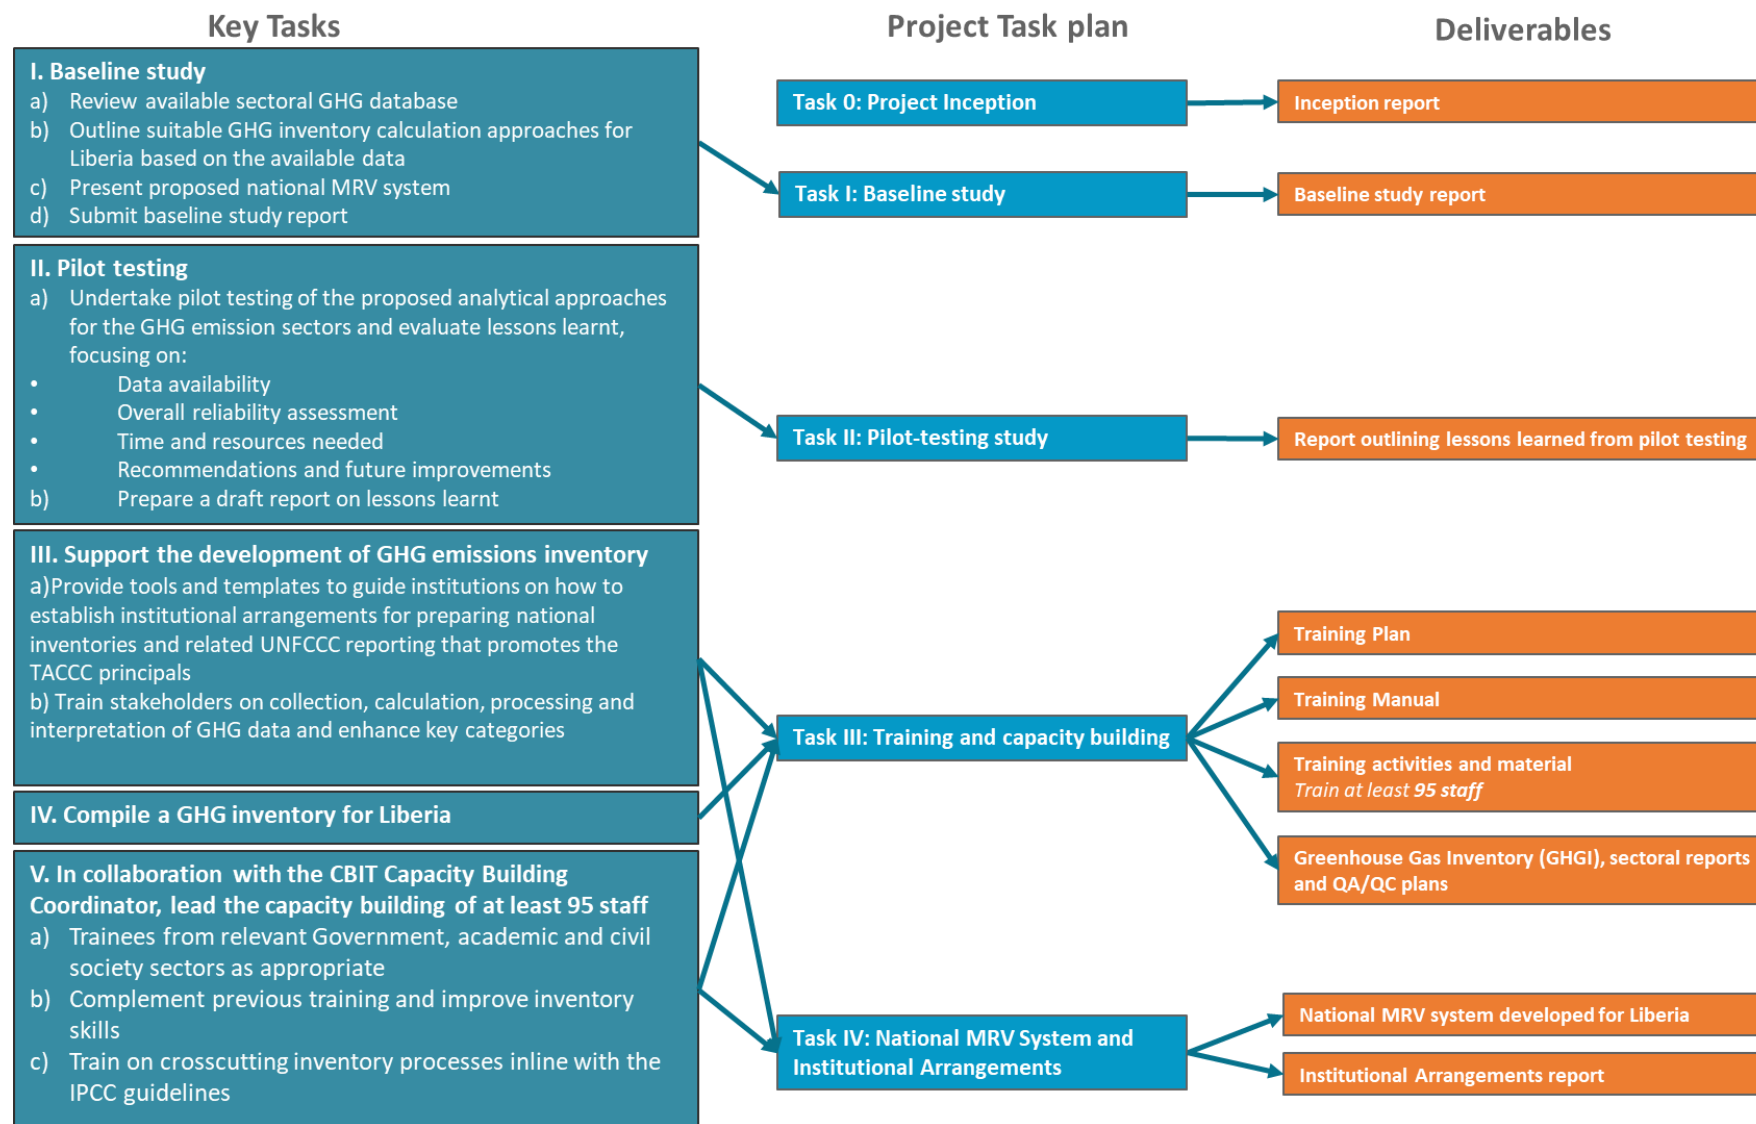 Key Tasks
Project Task plan
Deliverables
I. Baseline study
a) Review available sectoral GHG database
b) Outline suitable GHG inventory calculation approaches for
Liberia based on the available data
c) Present proposed national MRV system
d) Submit baseline study report
II. Pilot testing
a) Undertake pilot testing of the proposed analytical approaches
for the GHG emission sectors and evaluate lessons learnt,
focusing on:
• Data availability
• Overall reliability assessment
• Time and resources needed
• Recommendations and future improvements
b) Prepare a draft report on lessons learnt
III. Support the development of GHG emissions inventory
a)Provide tools and templates to guide institutions on how to
establish institutional arrangements for preparing national
inventories and related UNFCCC reporting that promotes the
TACCC principals
b) Train stakeholders on collection, calculation, processing and
interpretation of GHG data and enhance key categories
IV. Compile a GHG inventory for Liberia
V. In collaboration with the CBIT Capacity Building
Coordinator, lead the capacity building of at least 95 staff
a) Trainees from relevant Government, academic and civil
society sectors as appropriate
b) Complement previous training and improve inventory
skills
c) Train on crosscutting inventory processes inline with the
IPCC guidelines
Task 0: Project Inception
Task I: Baseline study
Task II: Pilot-testing study
Task III: Training and capacity building
Task IV: National MRV System and
Institutional Arrangements
Inception report
Baseline study report
Report outlining lessons learned from pilot testing
Training Plan
Training Manual
Training activities and material
Train at least 95 staff
Greenhouse Gas Inventory (GHGI), sectoral reports
and QA/QC plans
National MRV system developed for Liberia
Institutional Arrangements report